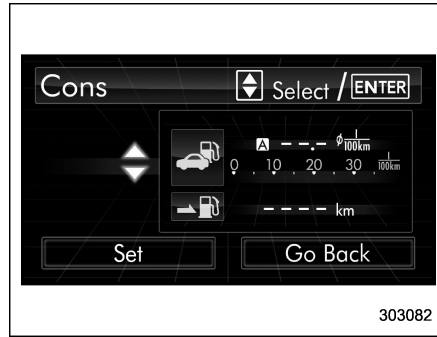 Cons Select / ENTER
A --.- ø l/100km
0 . 10 . 20 . 30 . l/100km
---- km
Set Go Back
303082